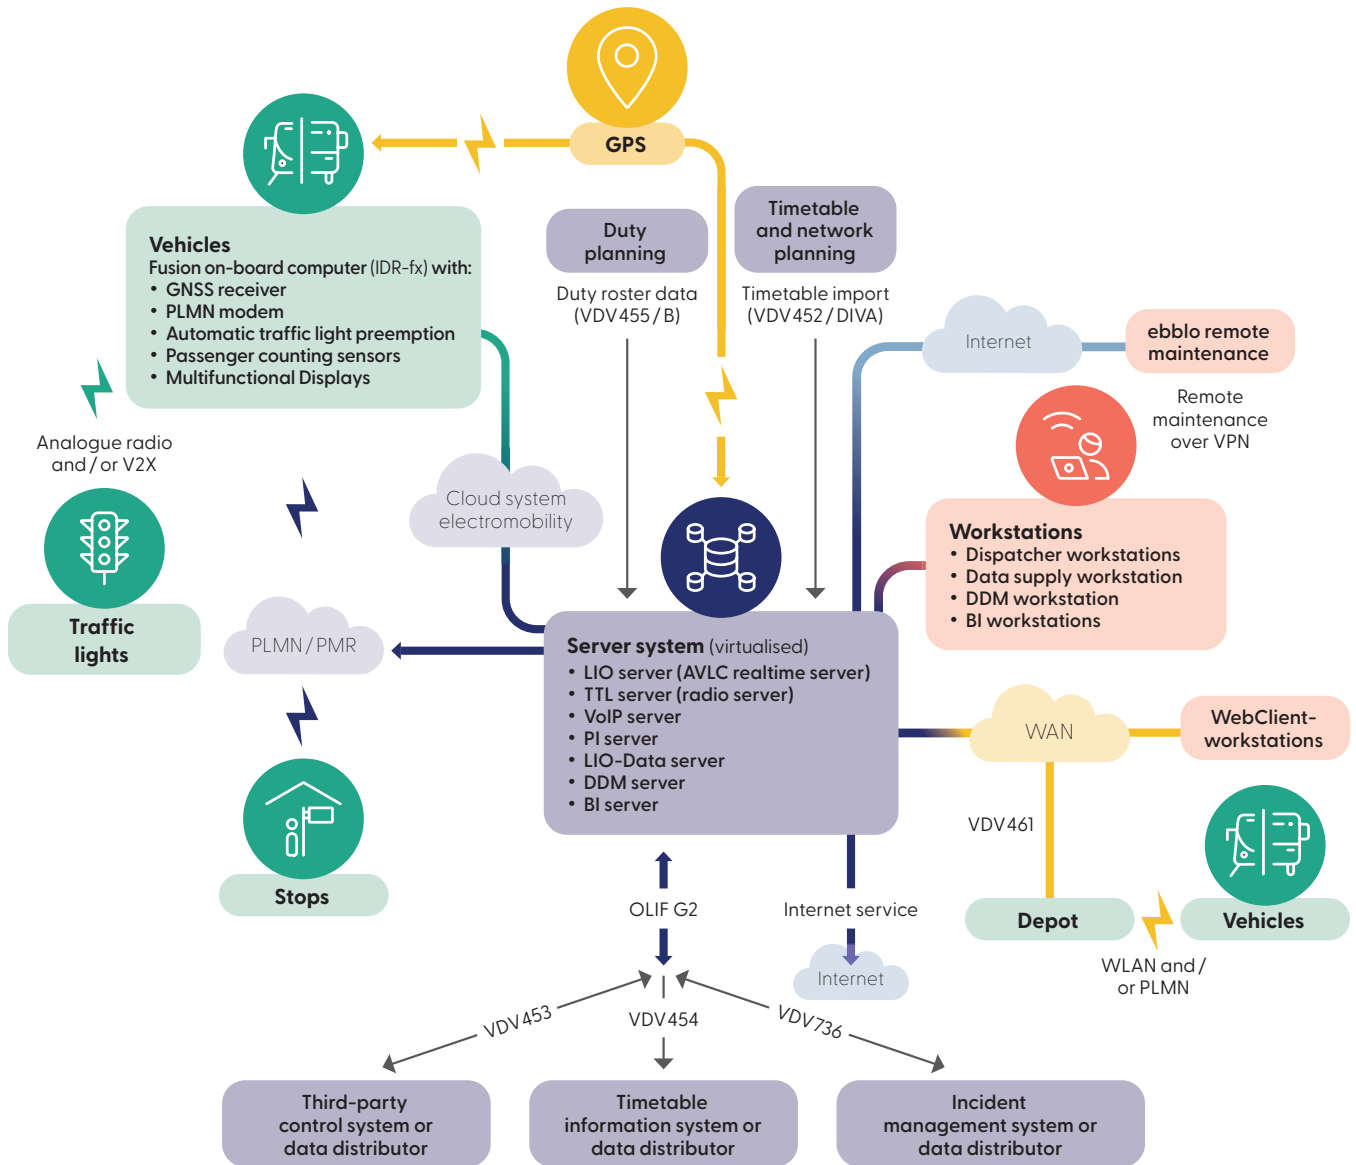 GPS
Vehicles
Fusion on-board computer (IDR-fx) with:
• GNSS receiver
• PLMN modem
• Automatic traffic light preemption
• Passenger counting sensors
• Multifunctional Displays
Duty
planning
Timetable
and network
planning
Duty roster data
(VDV455 / B)
Timetable import
(VDV452 / DIVA)
Internet
ebblo remote
maintenance
Remote
maintenance
over VPN
Analogue radio
and / or V2X
Traffic
lights
Cloud system
electromobility
PLMN / PMR
Stops
Workstations
• Dispatcher workstations
• Data supply workstation
• DDM workstation
• BI workstations
Server system (virtualised)
• LIO server (AVLC realtime server)
• TTL server (radio server)
• VoIP server
• PI server
• LIO-Data server
• DDM server
• BI server
WAN
WebClient-
workstations
VDV461
Depot
Vehicles
WLAN and /
or PLMN
OLIF G2
Internet service
Internet
VDV453
VDV454
VDV736
Third-party
control system or
data distributor
Timetable
information system or
data distributor
Incident
management system or
data distributor